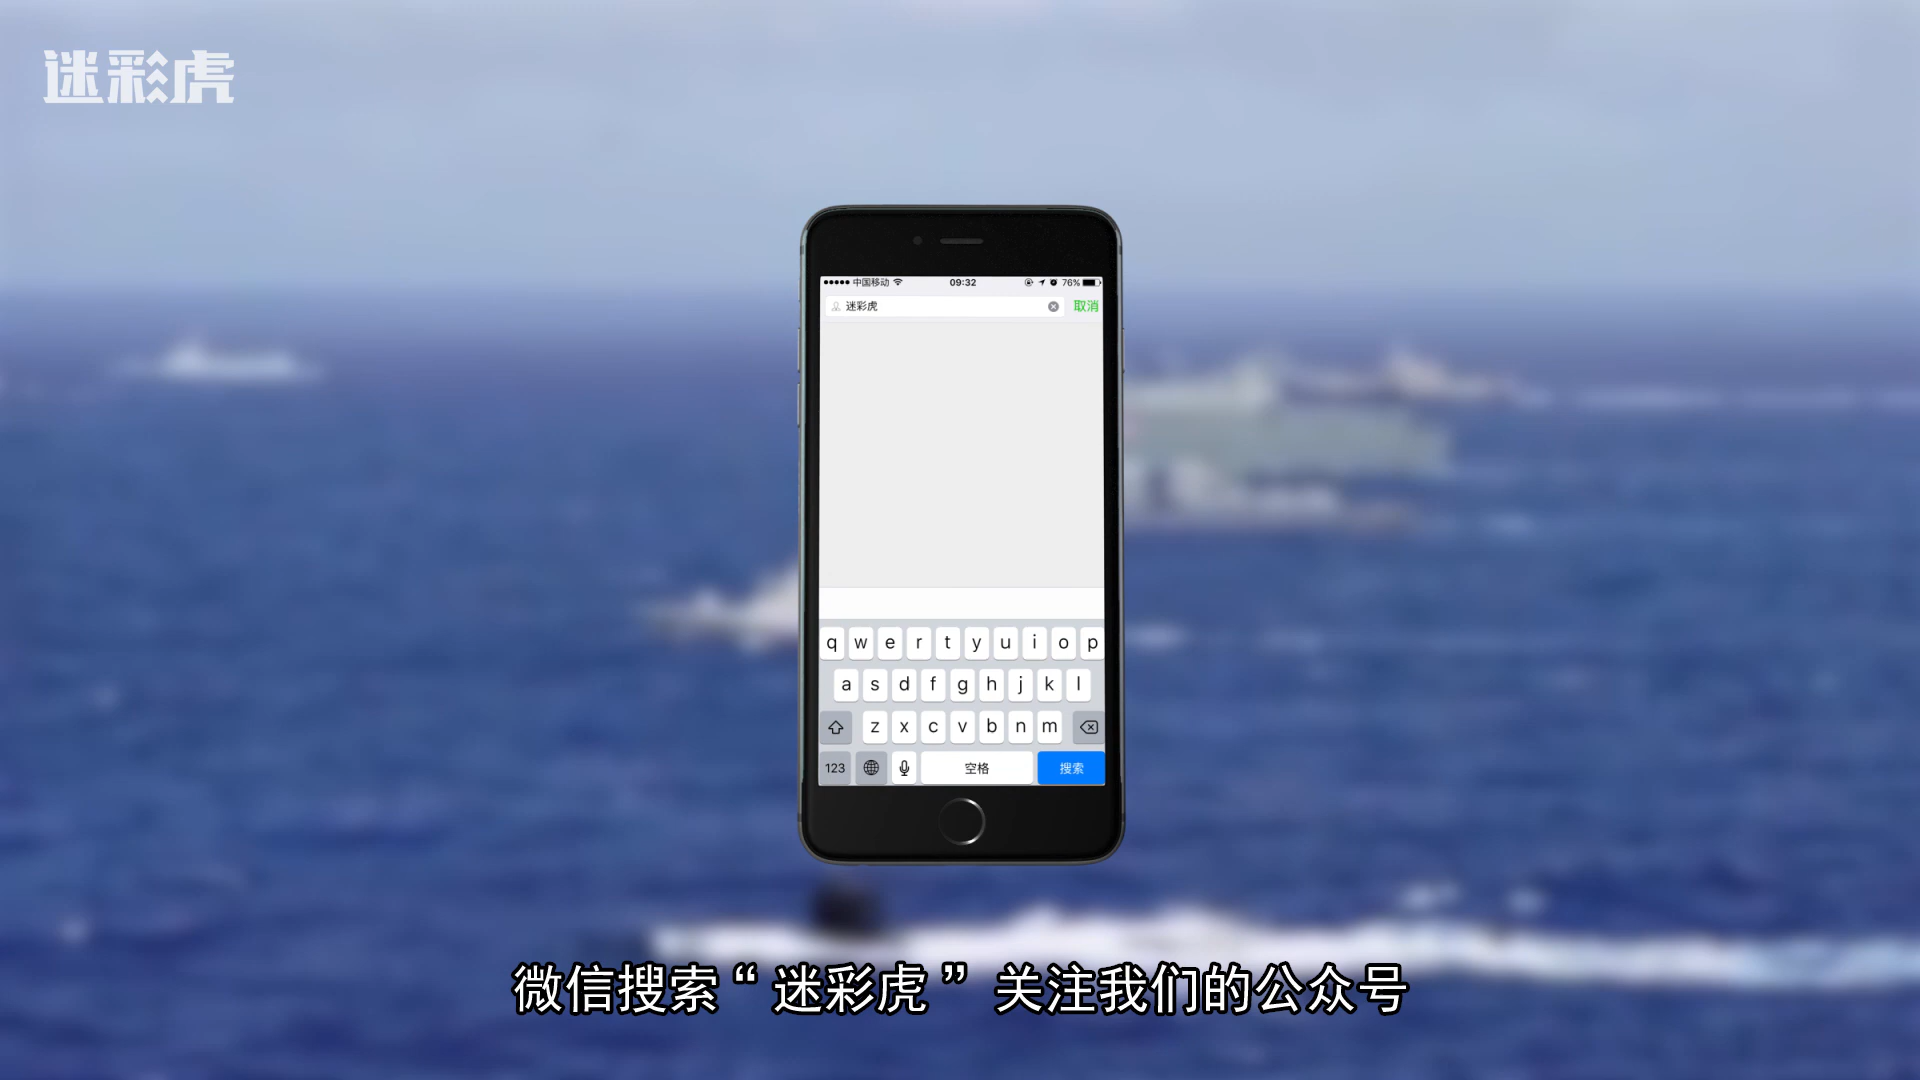 迷彩虎
中国移动 09:32 76%
迷彩虎 取消
q w e r t y u i o p
a s d f g h j k l
z x c v b n m
123 空格 搜索
微信搜索“迷彩虎”关注我们的公众号